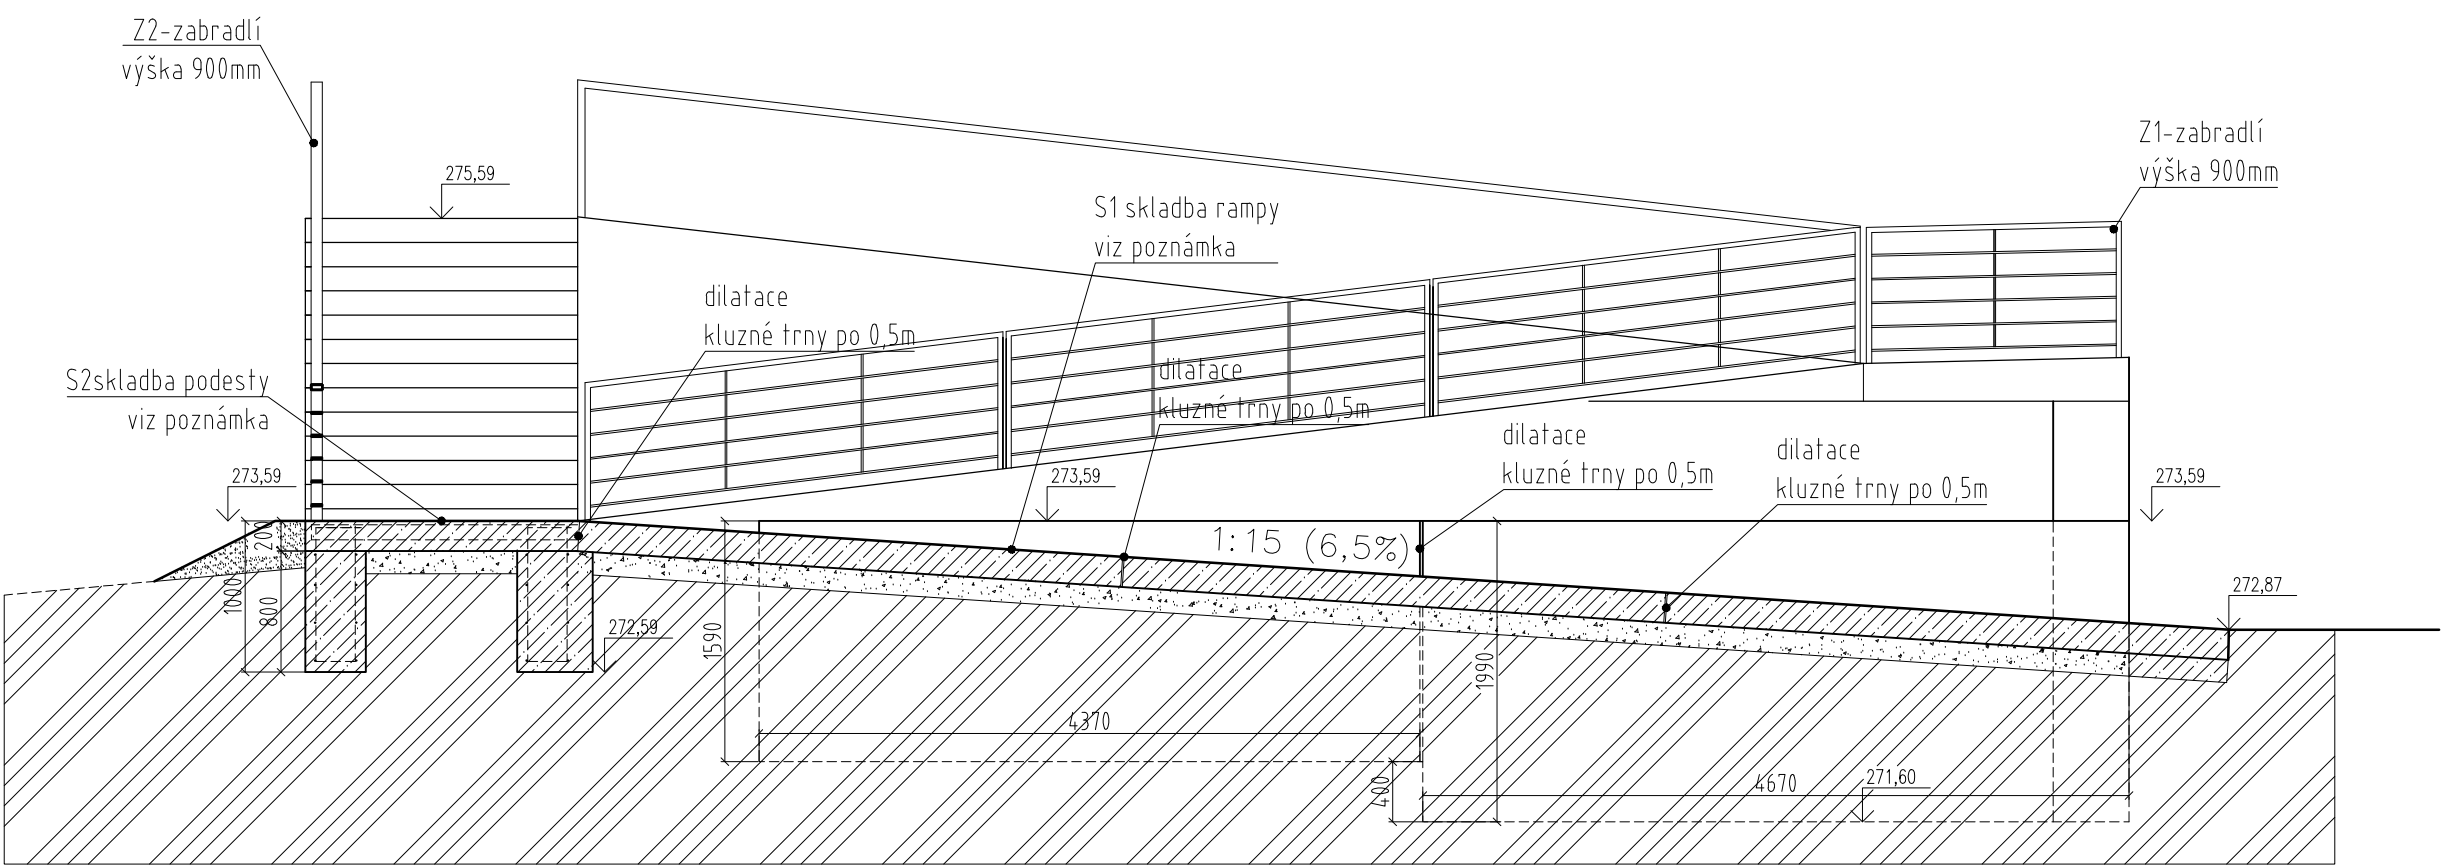 Z2-zabradlí
výška 900mm
Z1-zabradlí
výška 900mm
275,59
S1 skladba rampy
viz poznámka
dilatace
kluzné trny po 0,5m
dilatace
kluzné trny po 0,5m
S2skladba podesty
viz poznámka
dilatace
kluzné trny po 0,5m
dilatace
kluzné trny po 0,5m
273,59
273,59
273,59
1:15 (6,5%)
200
1000
800
272,59
272,87
1590
1990
4370
400
4670
271,60